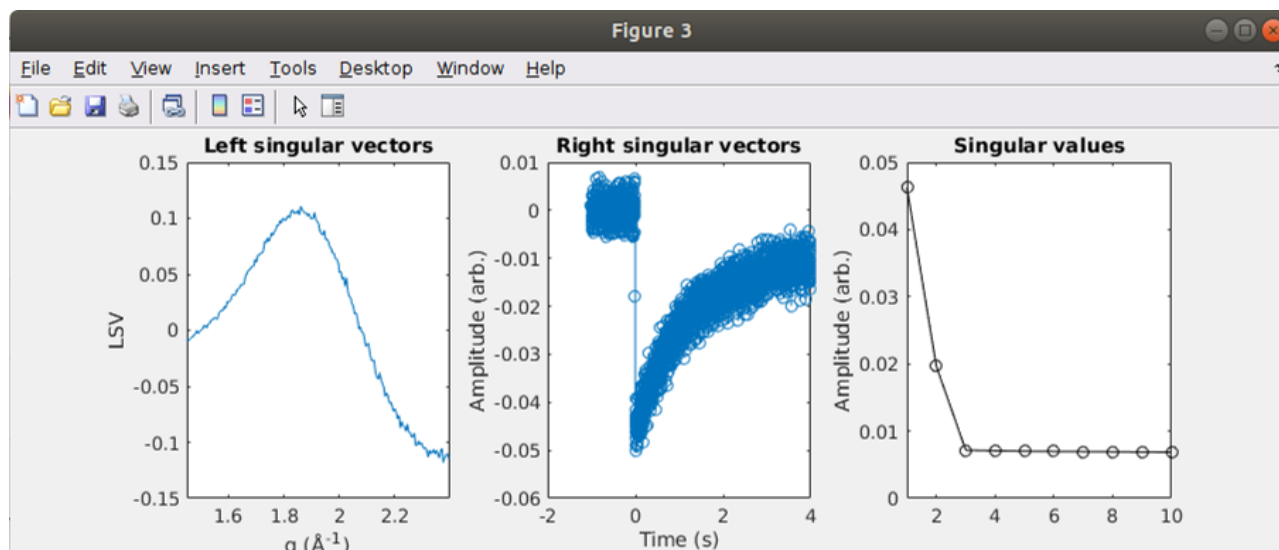 Figure 3
File Edit View Insert Tools Desktop Window Help
Left singular vectors
0.15
0.1
0.05
0
-0.05
-0.1
-0.15
LSV
1.6 1.8 2 2.2
q (Å-1)
Right singular vectors
0.01
0
-0.01
-0.02
-0.03
-0.04
-0.05
-0.06
Amplitude (arb.)
-2 0 2 4
Time (s)
Singular values
0.05
0.04
0.03
0.02
0.01
0
Amplitude (arb.)
2 4 6 8 10